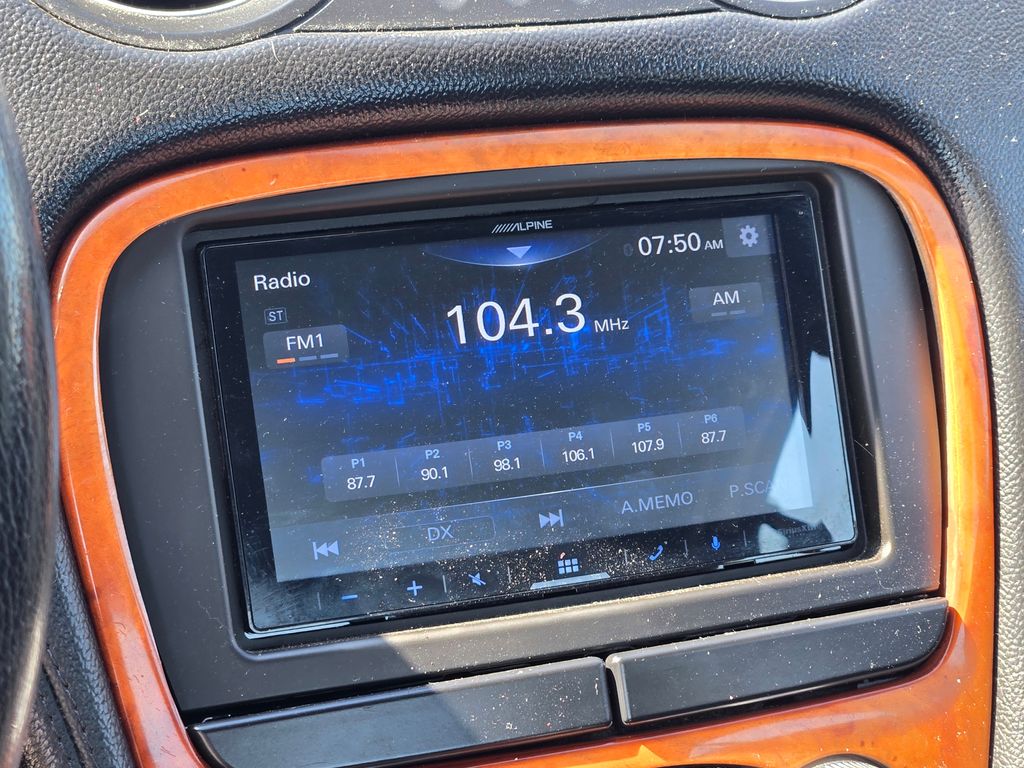 ALPINE
07:50 AM
Radio
104.3 MHz
AM
ST
FM1
P1 P2 P3 P4 P5 P6
87.7 90.1 98.1 106.1 107.9 87.7
DX A.MEMO